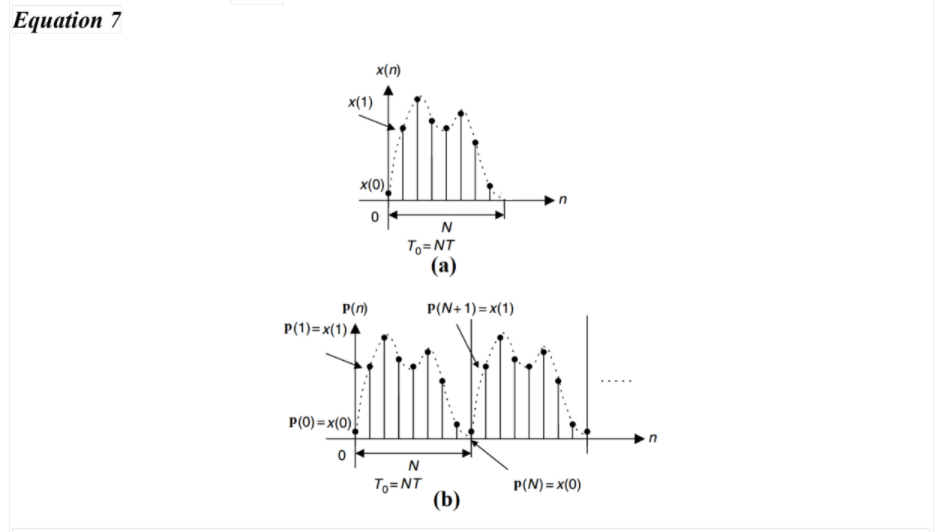 Equation 7
x(n)
x(1)
x(0)
n
0
N
T₀=NT
(a)
p(n)
p(N+1)=x(1)
p(1)=x(1)
.....
p(0)=x(0)
n
0
N
T₀=NT
p(N)=x(0)
(b)